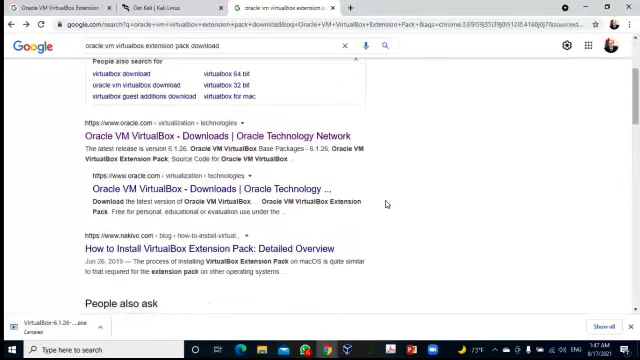 Oracle VM VirtualBox Extension
Get Kali | Kali Linux
oracle vm virtualbox extension p
google.com/search?q=oracle+vm+virtualbox+extension+pack+download&oq=Oracle+VM+VirtualBox+Extension+Pack+
Google
oracle vm virtualbox extension pack download
People also search for
virtualbox download virtualbox 64 bit
oracle vm virtualbox download virtualbox 32 bit
virtualbox guest additions download virtualbox for mac
https://www.oracle.com › virtualization › technologies
Oracle VM VirtualBox - Downloads | Oracle Technology Network
The latest release is version 6.1.26. Oracle VM VirtualBox Base Packages - 6.1.26; Oracle
VM VirtualBox Extension Pack; Source Code for Oracle VM VirtualBox ...
https://www.oracle.com › virtualization › technologies
Oracle VM VirtualBox - Downloads | Oracle Technology ...
Download the latest version of Oracle VM VirtualBox. ... Oracle VM VirtualBox Extension
Pack. Free for personal, educational or evaluation use under the ...
https://www.nakivo.com › blog › how-to-install-virtual...
How to Install VirtualBox Extension Pack: Detailed Overview
Jun 26, 2019 — The process of installing VirtualBox Extension Pack on macOS is quite similar
to that required for the extension pack on other operating systems ...
People also ask
VirtualBox-6.1.26-....exe
Canceled
Show all
Type here to search
73°F
ENG
1:47 AM
8/17/2021